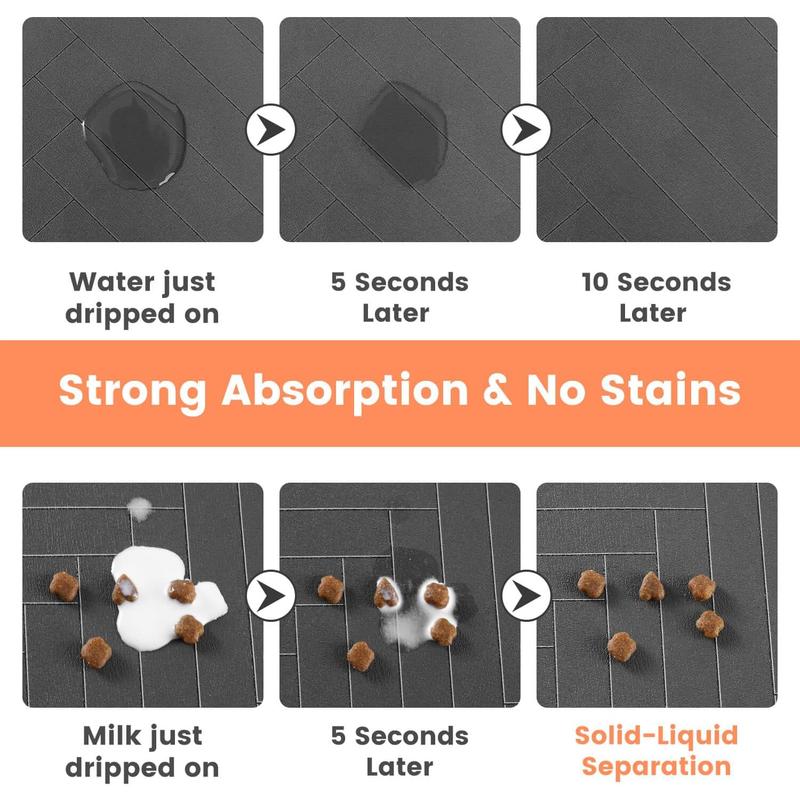 Water just
dripped on
5 Seconds
Later
10 Seconds
Later
Strong Absorption & No Stains
Milk just
dripped on
5 Seconds
Later
Solid-Liquid
Separation